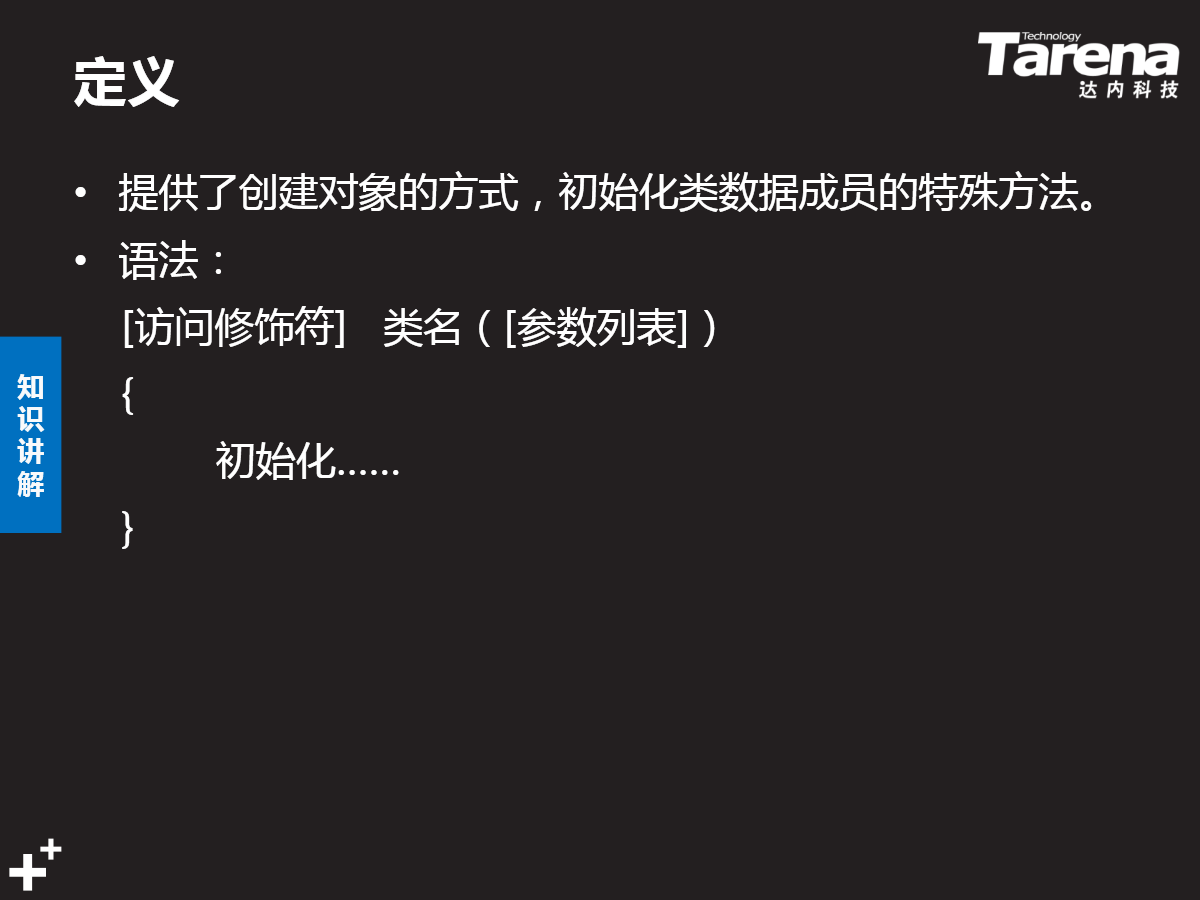 定义
Technology
Tarena
达内科技
• 提供了创建对象的方式，初始化类数据成员的特殊方法。
• 语法：
[访问修饰符] 类名（[参数列表]）
{
初始化……
}
知识讲解